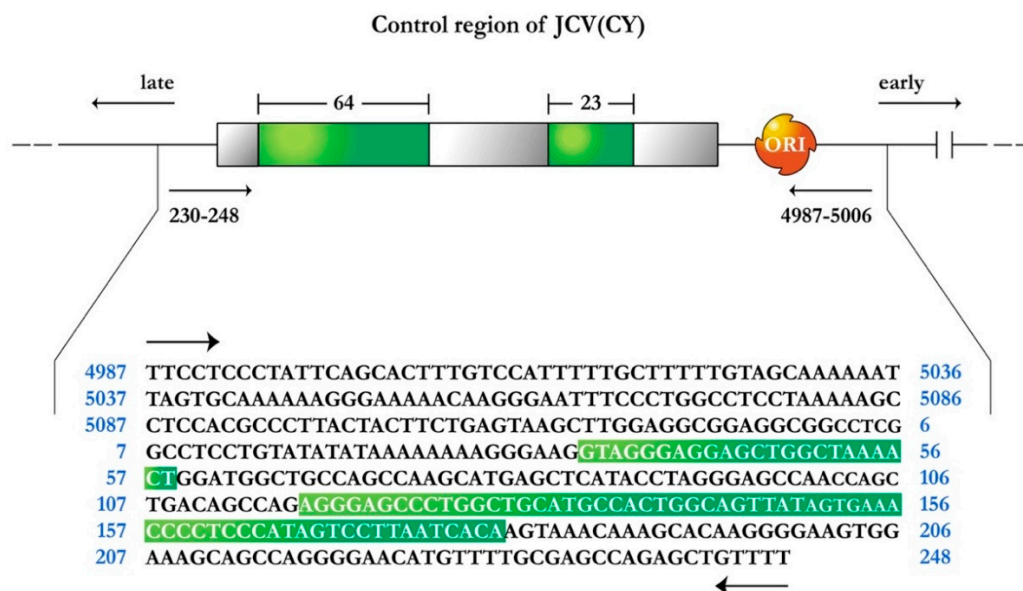 Control region of JCV(CY)
late
early
64
23
ORI
230-248
4987-5006
4987 TTCCTCCCTATTCAGCACTTTGTCCATTTTTGCTTTTTGTAGCAAAAAAT 5036
5037 TAGTGCAAAAAAGGGAAAAACAAGGGAATTTCCCTGGCCTCCTAAAAAGC 5086
5087 CTCCACGCCCTTACTACTTCTGAGTAAGCTTGGAGGCGGAGGCGGCCTCG 6
7 GCCTCCTGTATATATAAAAAAAAGGGAAGGTAGGGAGGAGCTGGCTAAAA 56
57 CTGGATGGCTGCCAGCCAAGCATGAGCTCATACCTAGGGAGCCAACCAGC 106
107 TGACAGCCAGAGGGAGCCCTGGCTGCATGCCACTGGCAGTTATAGTGAAA 156
157 CCCCTCCCATAGTCCTTAATCACAAGTAAACAAAGCACAAGGGGAAGTGG 206
207 AAAGCAGCCAGGGGAACATGTTTTGCGAGCCAGAGCTGTTTT 248